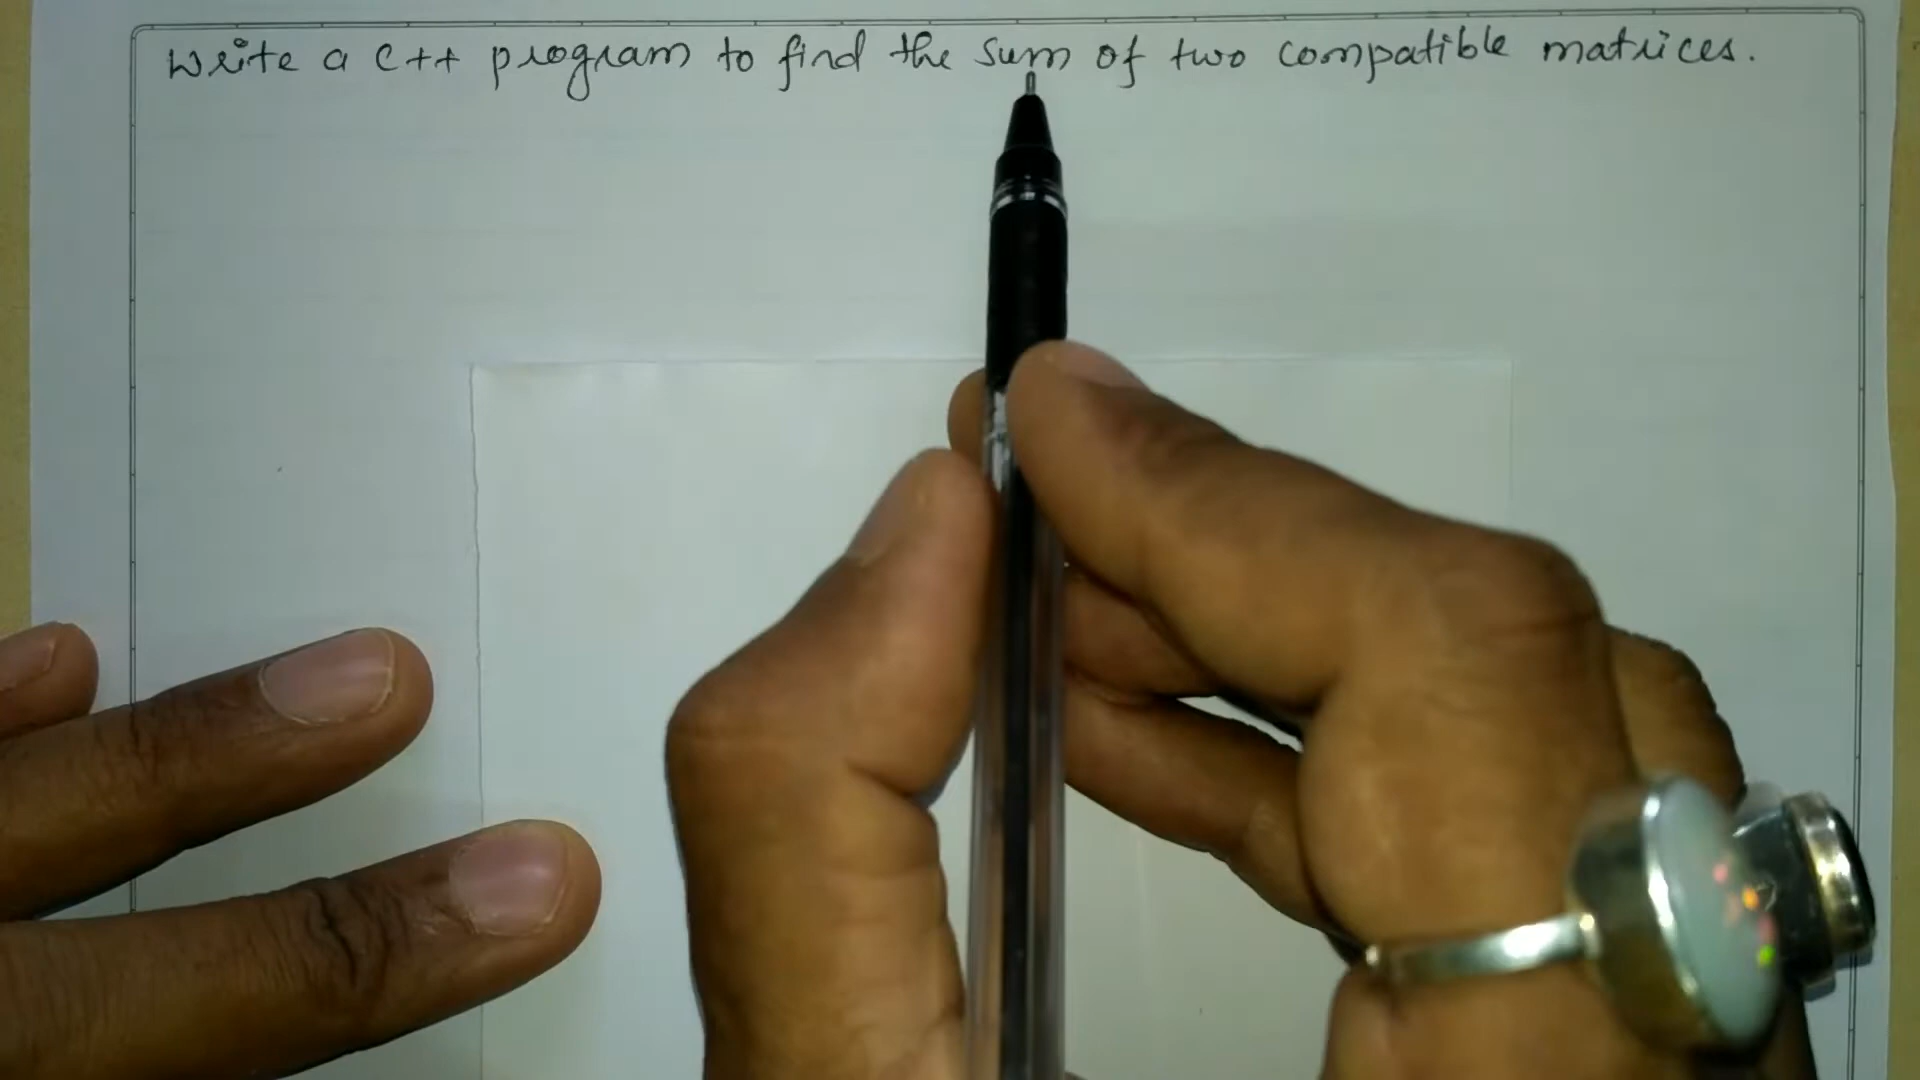 Write a C++ program to find the sum of two compatible matrices.